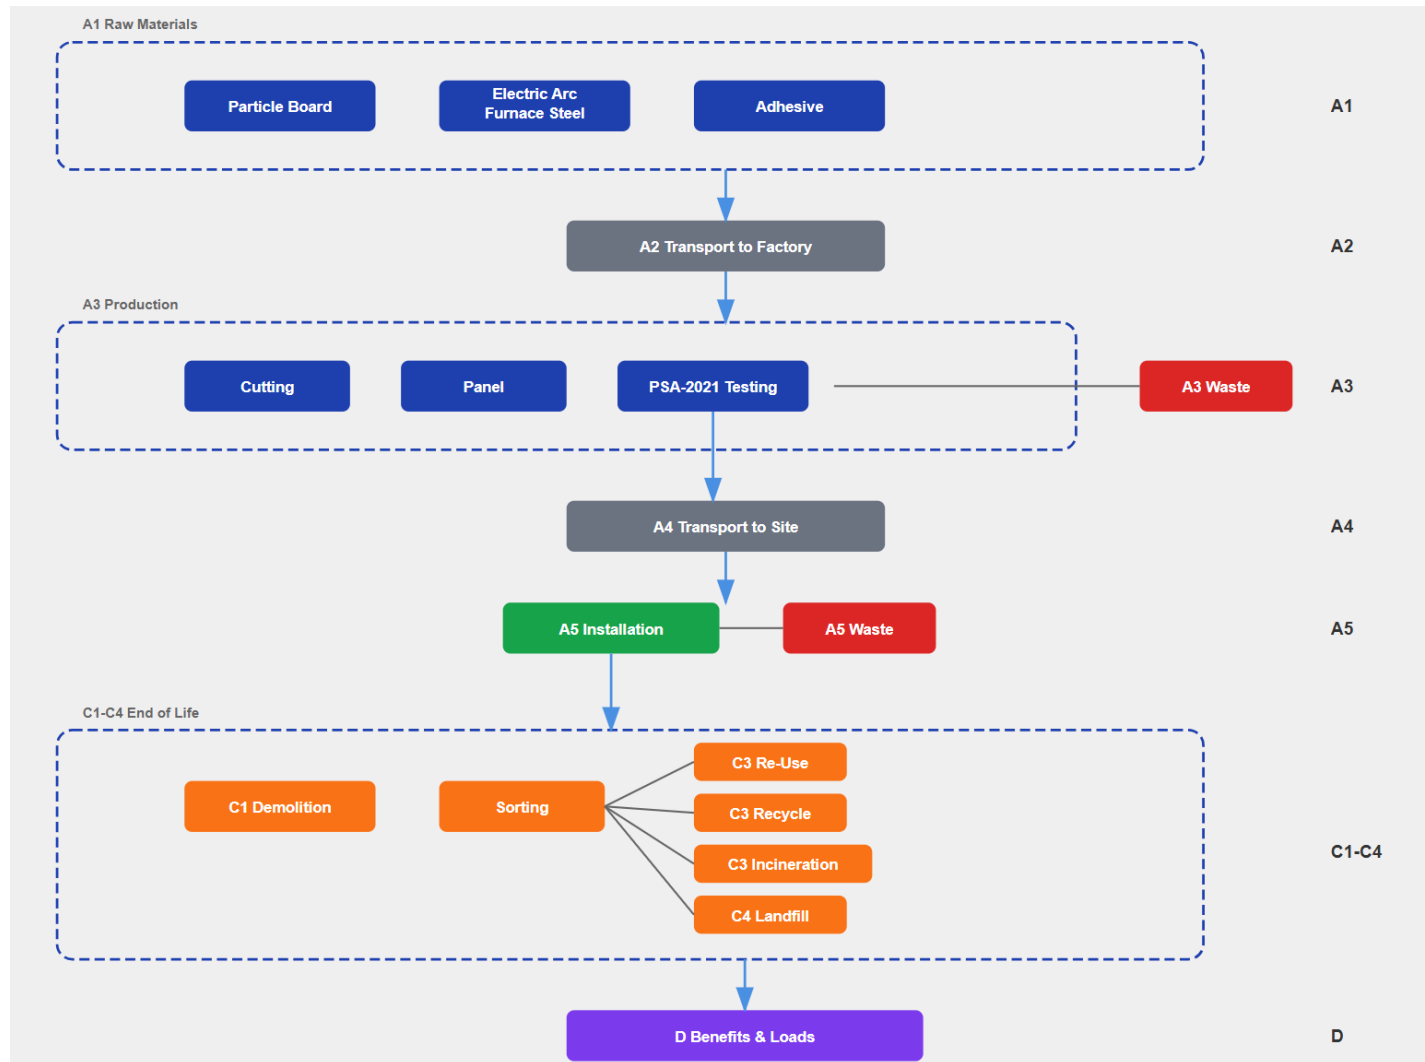 A1 Raw Materials
Particle Board
Electric Arc
Furnace Steel
Adhesive
A1
A2 Transport to Factory
A2
A3 Production
Cutting
Panel
PSA-2021 Testing
A3 Waste
A3
A4 Transport to Site
A4
A5 Installation
A5 Waste
A5
C1-C4 End of Life
C1 Demolition
Sorting
C3 Re-Use
C3 Recycle
C3 Incineration
C4 Landfill
C1-C4
D Benefits & Loads
D